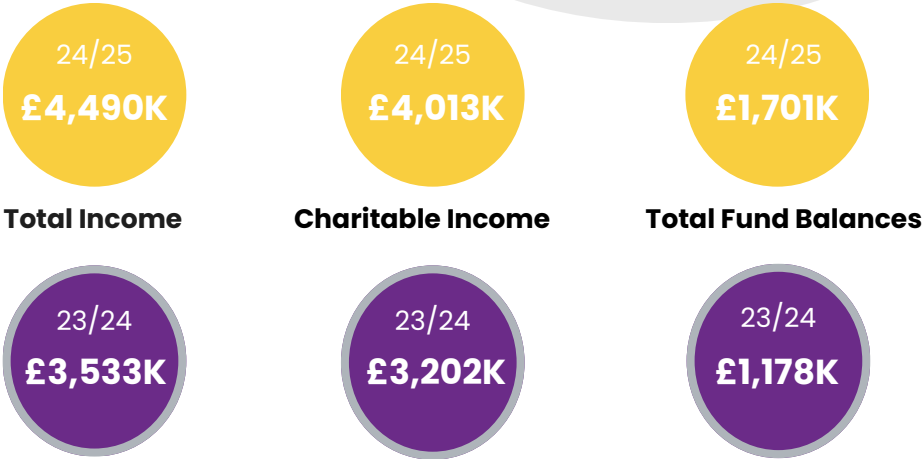 24/25
£4,490K
24/25
£4,013K
24/25
£1,701K
Total Income
Charitable Income
Total Fund Balances
23/24
£3,533K
23/24
£3,202K
23/24
£1,178K